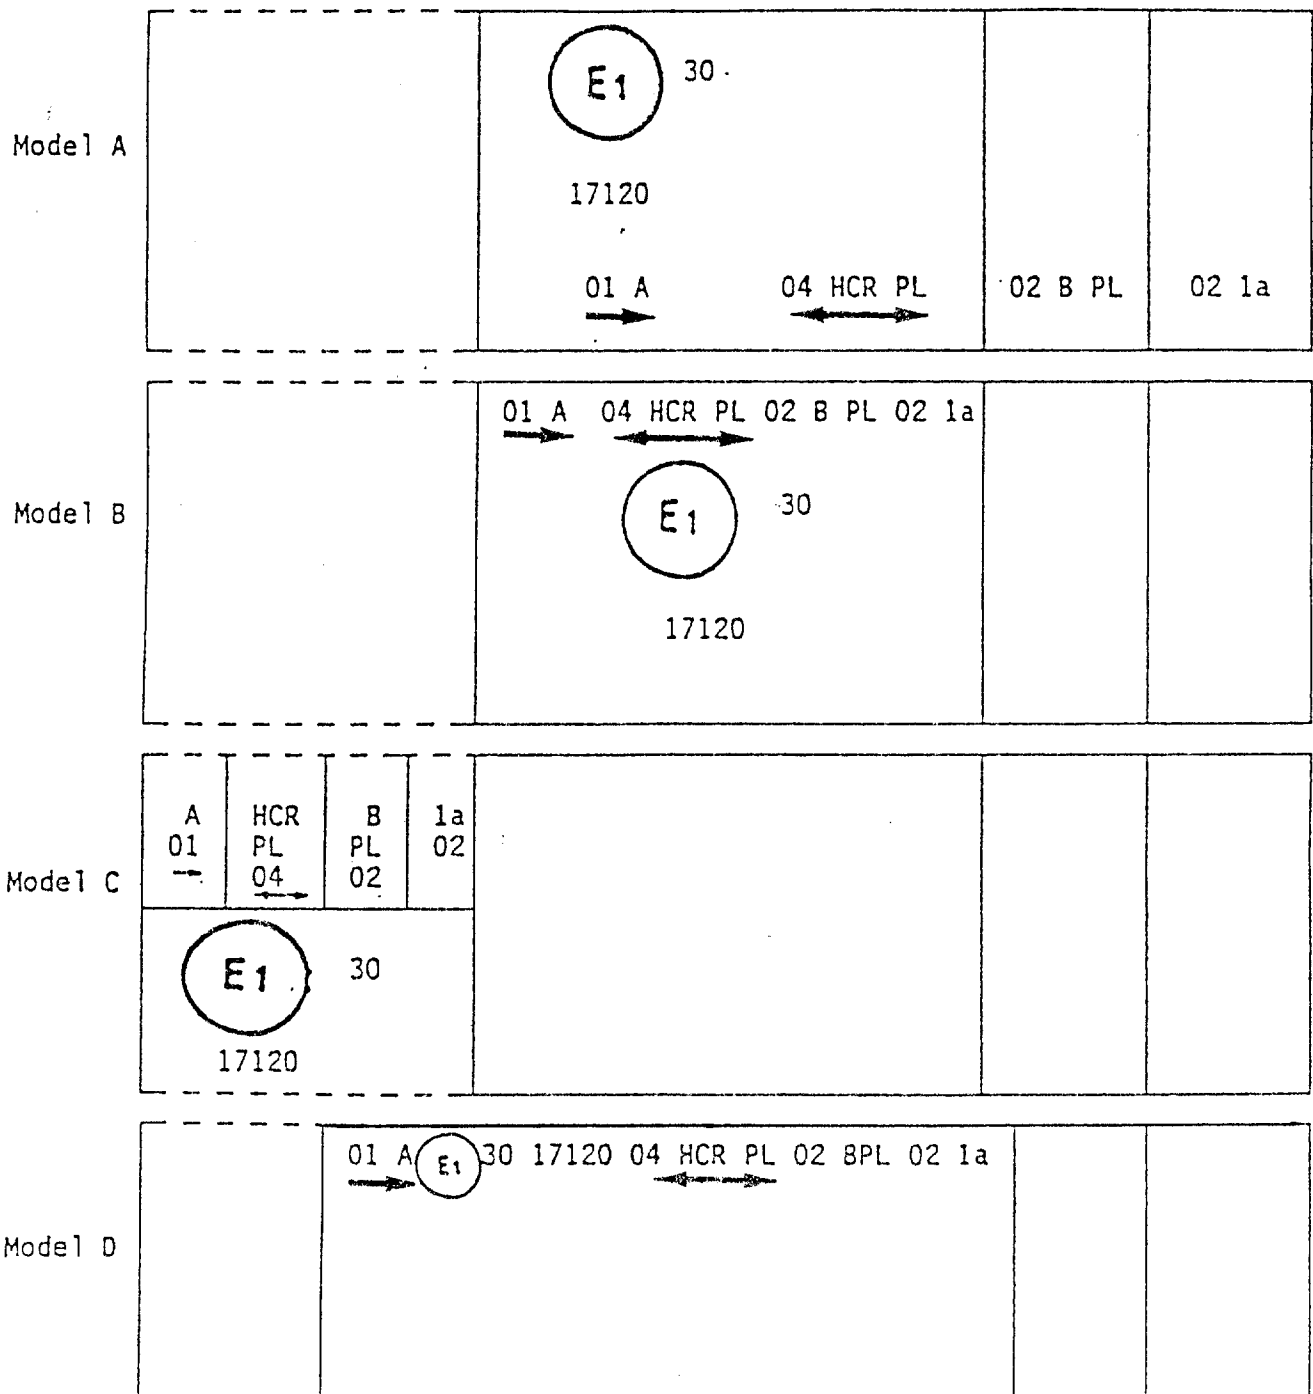 E1 30
Model A
17120
01 A 04 HCR PL 02 B PL 02 1a
01 A 04 HCR PL 02 B PL 02 1a
Model B
E1 30
17120
A HCR B 1a
01 PL PL 02
04 02
Model C
E1 30
17120
01 A E1 30 17120 04 HCR PL 02 BPL 02 1a
Model D